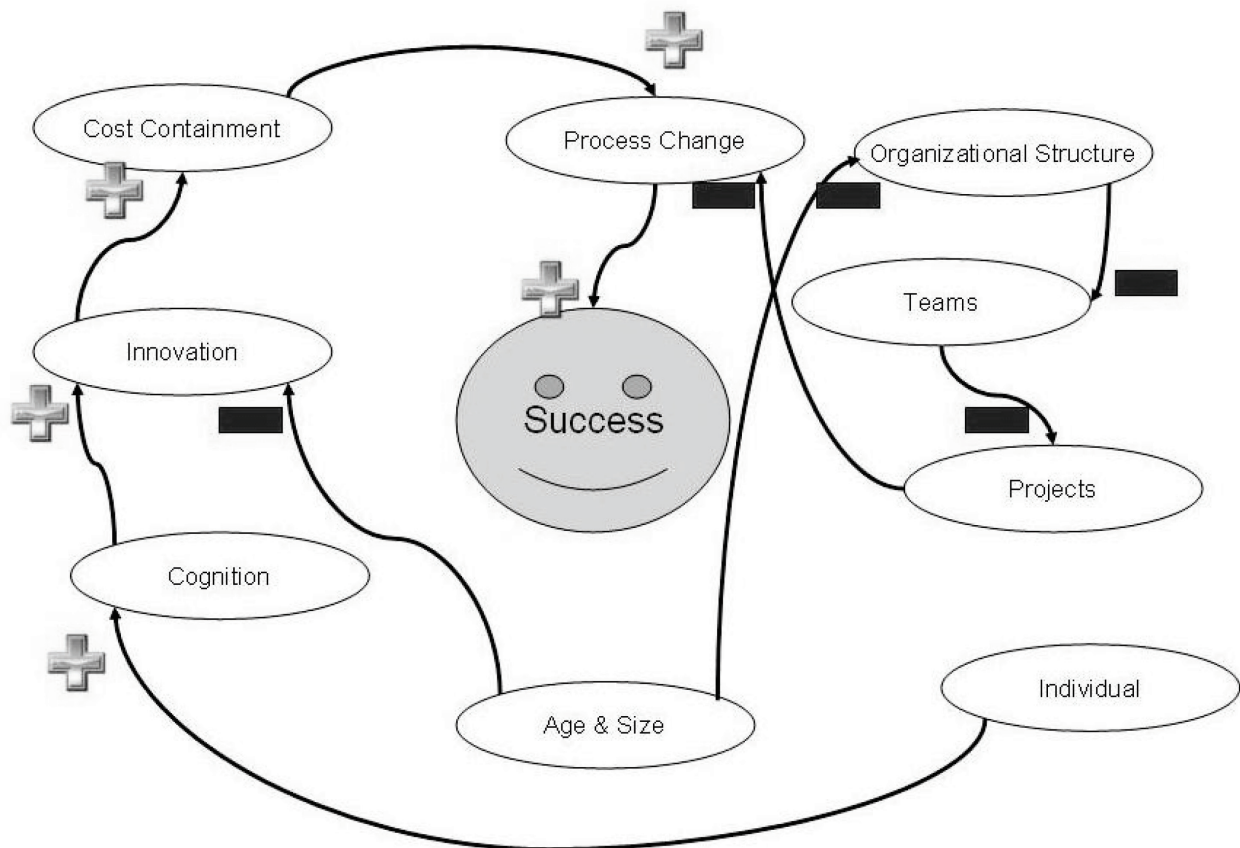 Cost Containment
Process Change
Organizational Structure
Teams
Innovation
Success
Projects
Cognition
Individual
Age & Size